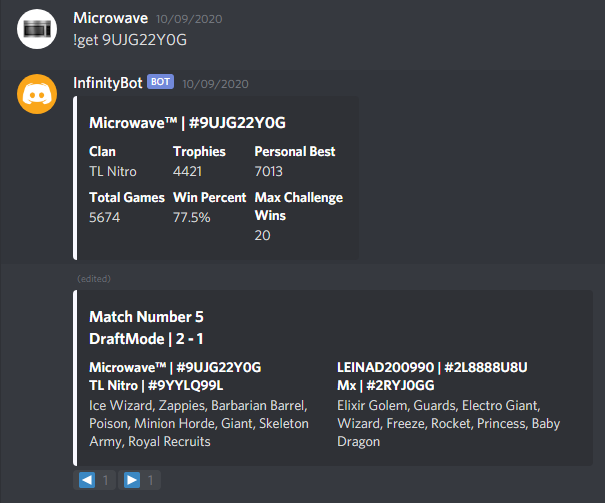 Microwave 10/09/2020
!get 9UJG22Y0G
InfinityBot BOT 10/09/2020
Microwave™ | #9UJG22Y0G
Clan Trophies Personal Best
TL Nitro 4421 7013
Total Games Win Percent Max Challenge
Wins
5674 77.5%
20
(edited)
Match Number 5
DraftMode | 2 - 1
Microwave™ | #9UJG22Y0G
TL Nitro | #9YYLQ99L
Ice Wizard, Zappies, Barbarian Barrel,
Poison, Minion Horde, Giant, Skeleton
Army, Royal Recruits
LEINAD200990 | #2L8888U8U
Mx | #2RYJ0GG
Elixir Golem, Guards, Electro Giant,
Wizard, Freeze, Rocket, Princess, Baby
Dragon
1 1